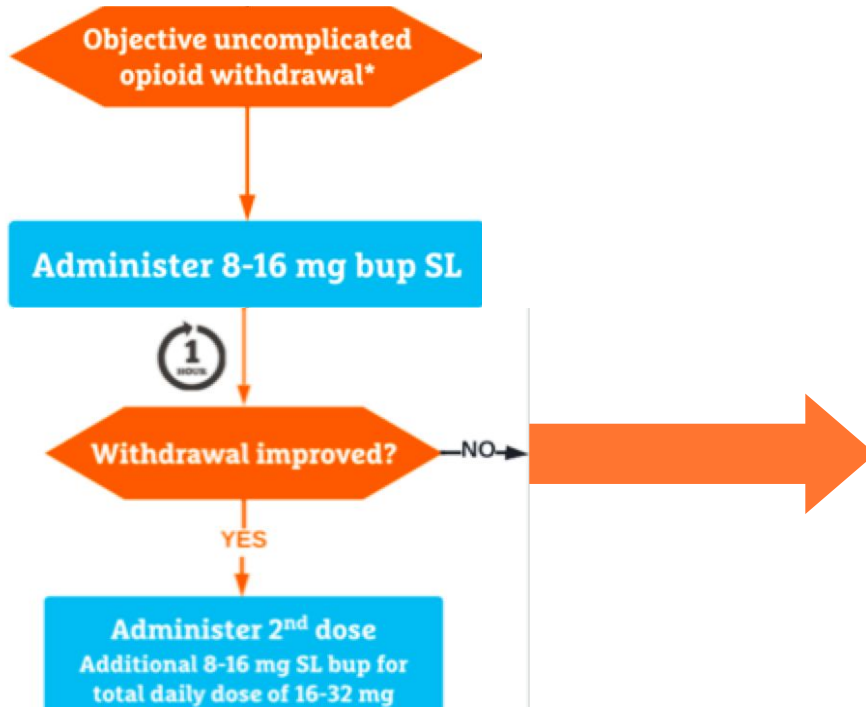 Objective uncomplicated
opioid withdrawal*
Administer 8-16 mg bup SL
1
HOUR
Withdrawal improved?
NO
YES
Administer 2nd dose
Additional 8-16 mg SL bup for
total daily dose of 16-32 mg